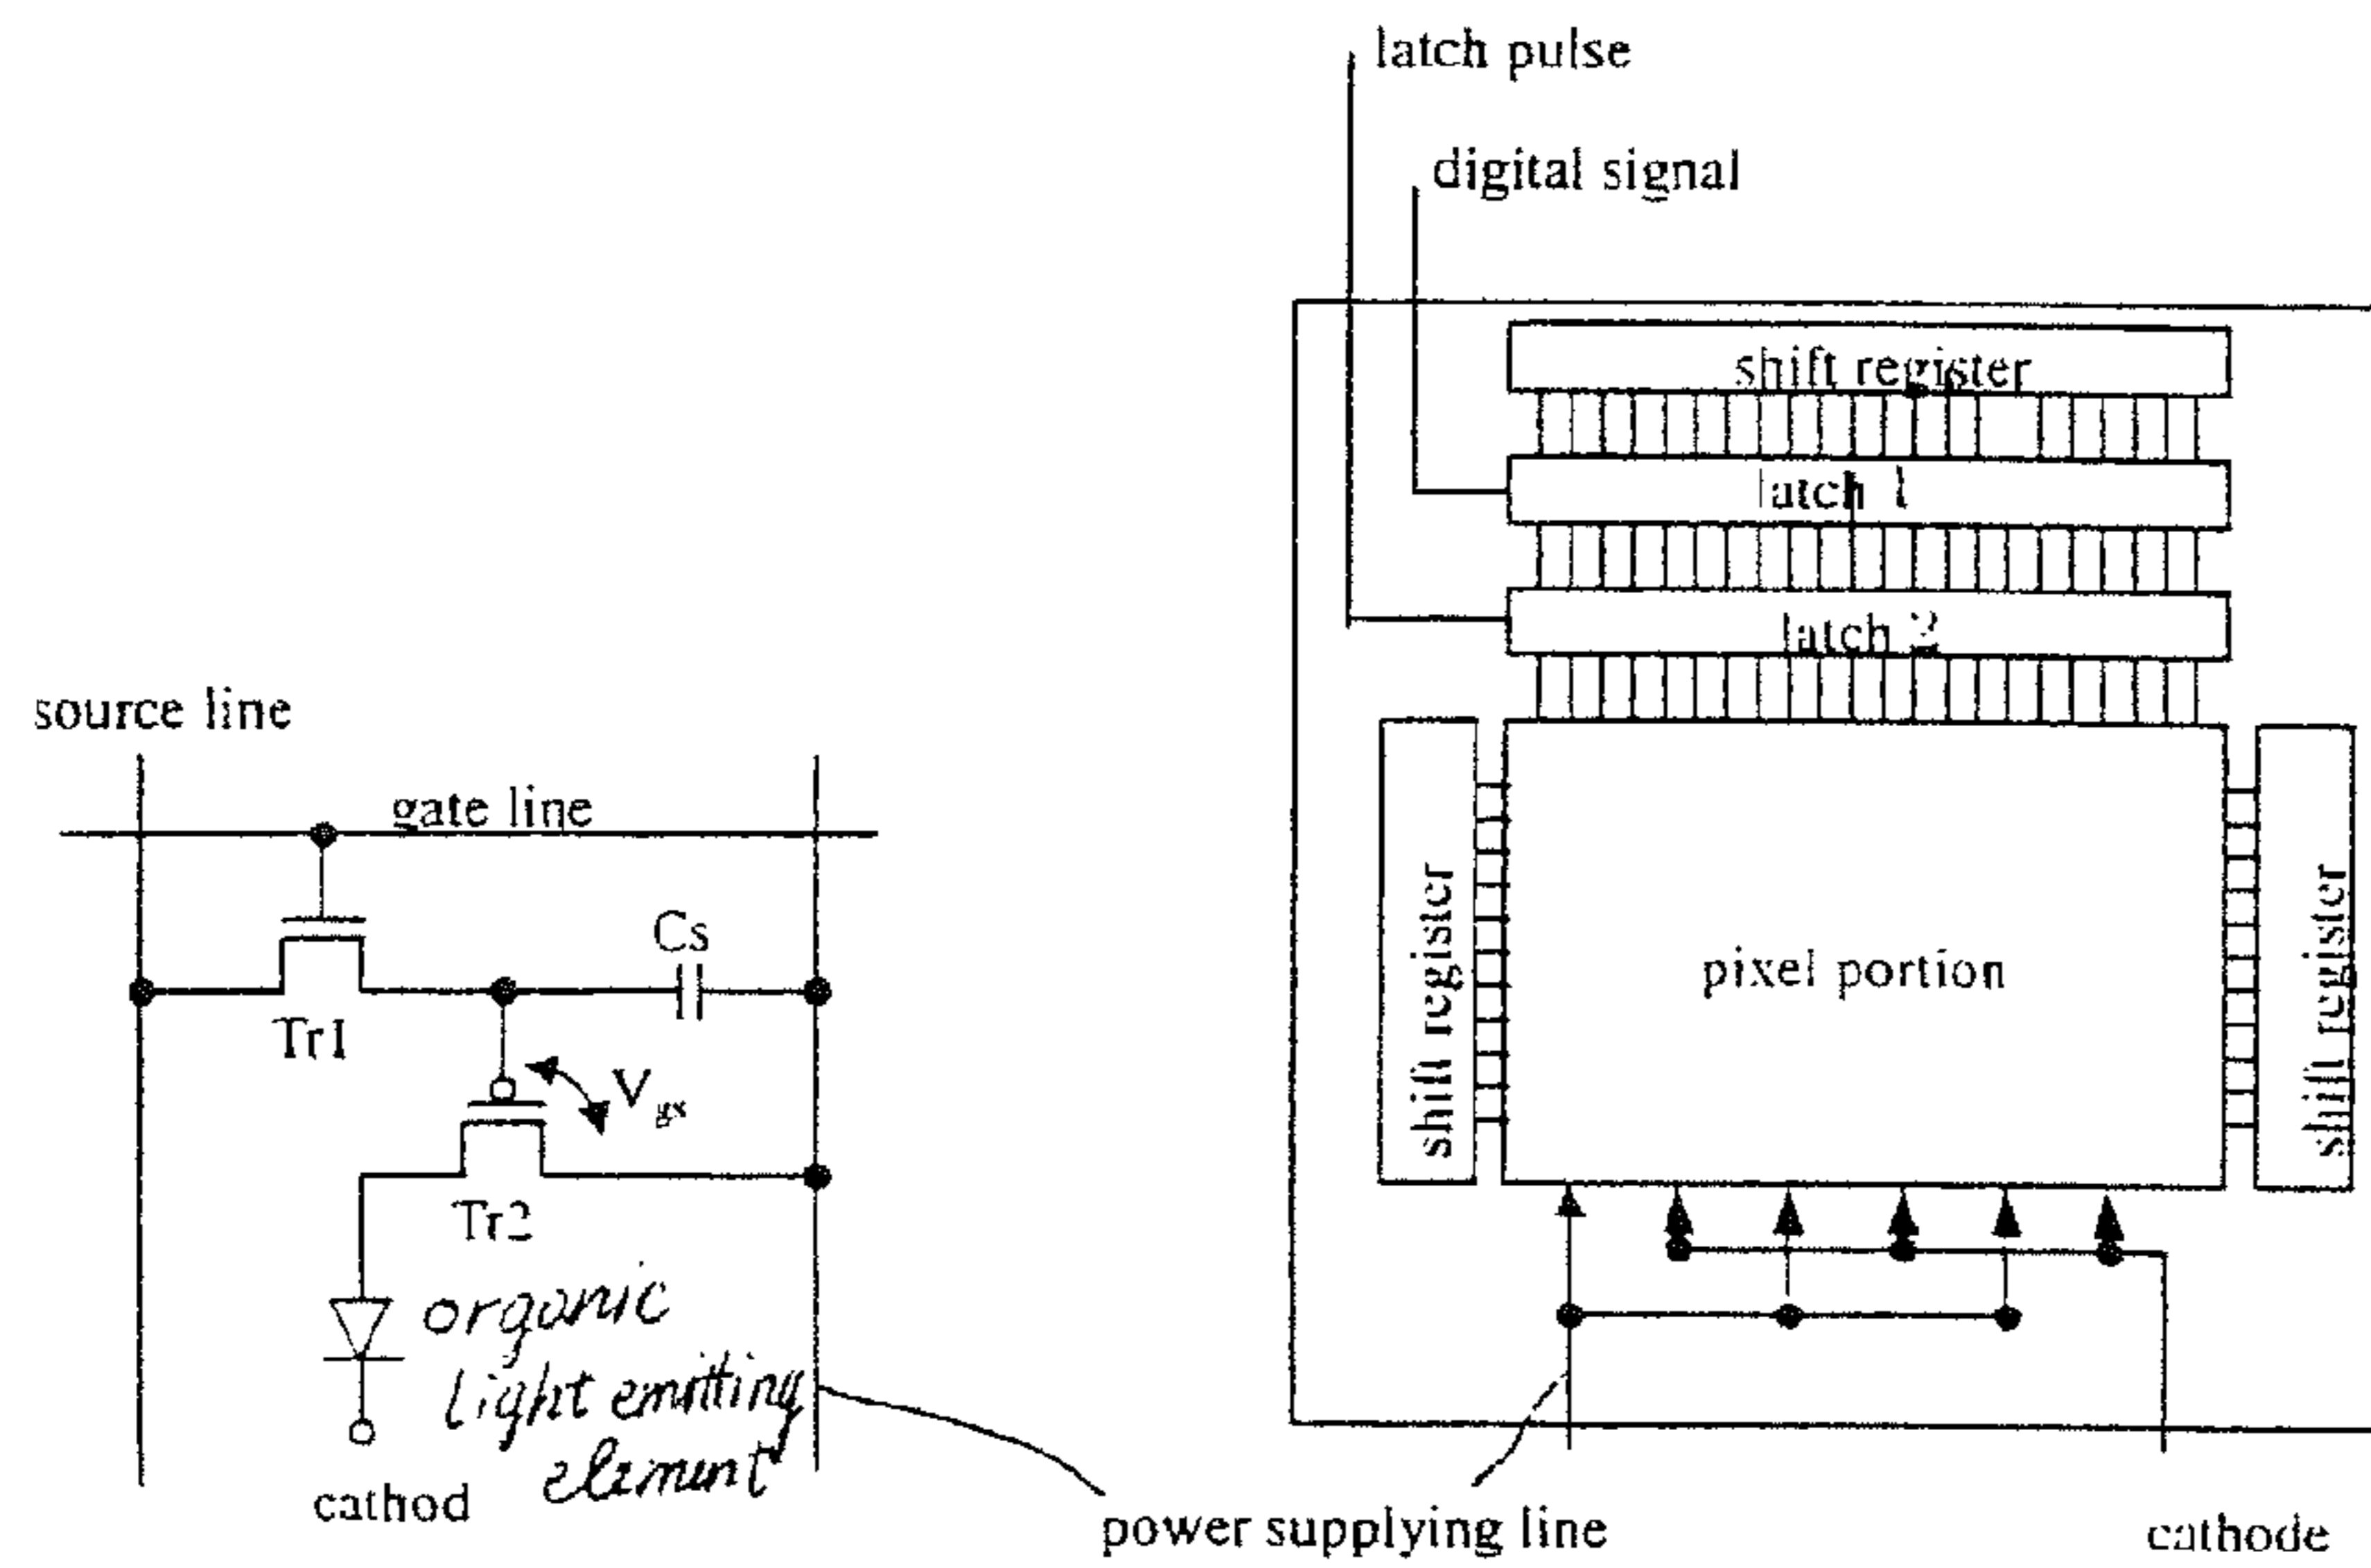 latch pulse
digital signal
shift register
latch 1
latch 2
source line
gate line
Cs
Tr1
Vgs
Tr2
organic
Light emitting
element
cathod
shift register
pixel portion
shift register
power supplying line
cathode